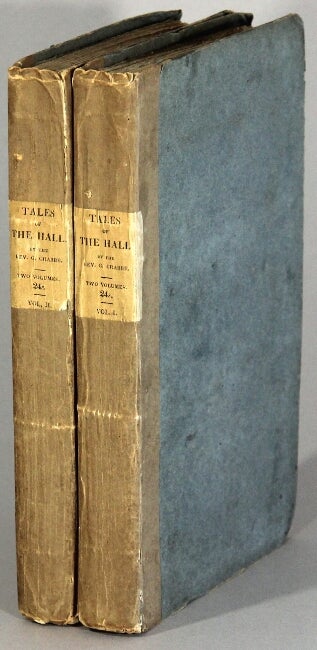 TALES
OF
THE HALL.
BY THE
REV. G. CRABBE.
TWO VOLUMES.
24s.
VOL. II.
TALES
OF
THE HALL
BY THE
REV. G. CRABBE.
TWO VOLUMES.
24s.
VOL. I.